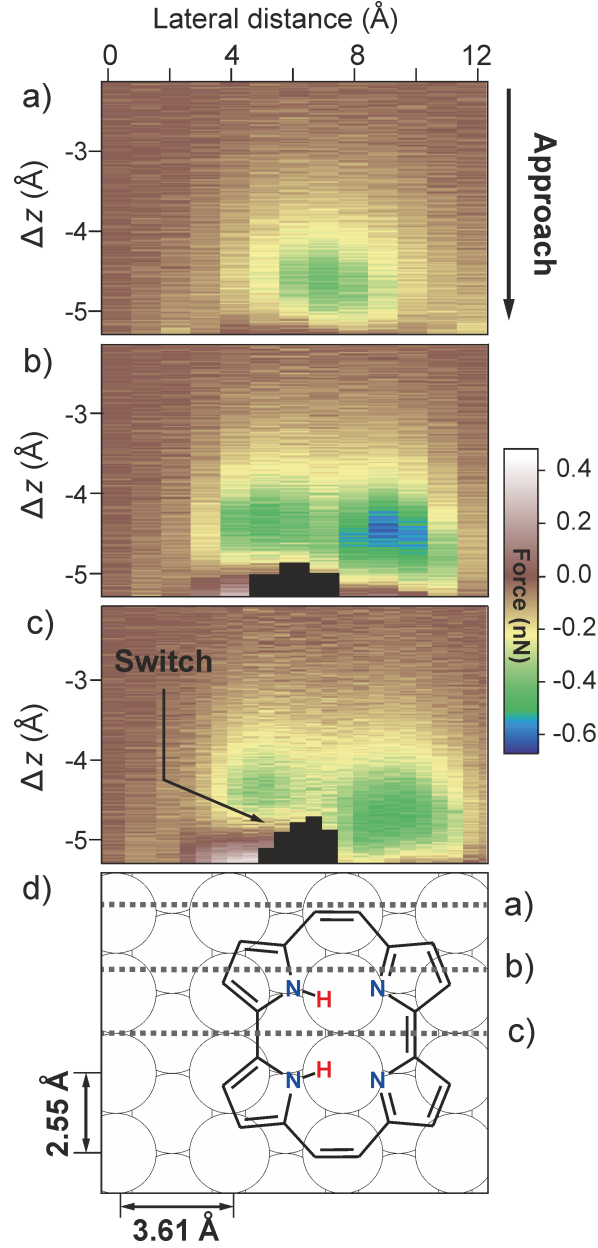 Lateral distance (Å)
0 4 8 12
a)
-3
-4
-5
Δz (Å)
Approach
b)
-3
-4
-5
Δz (Å)
0.4
0.2
0.0
-0.2
-0.4
-0.6
Force (nN)
c)
Switch
-3
-4
-5
Δz (Å)
d)
a)
b)
c)
N H N
N H N
2.55 Å
3.61 Å